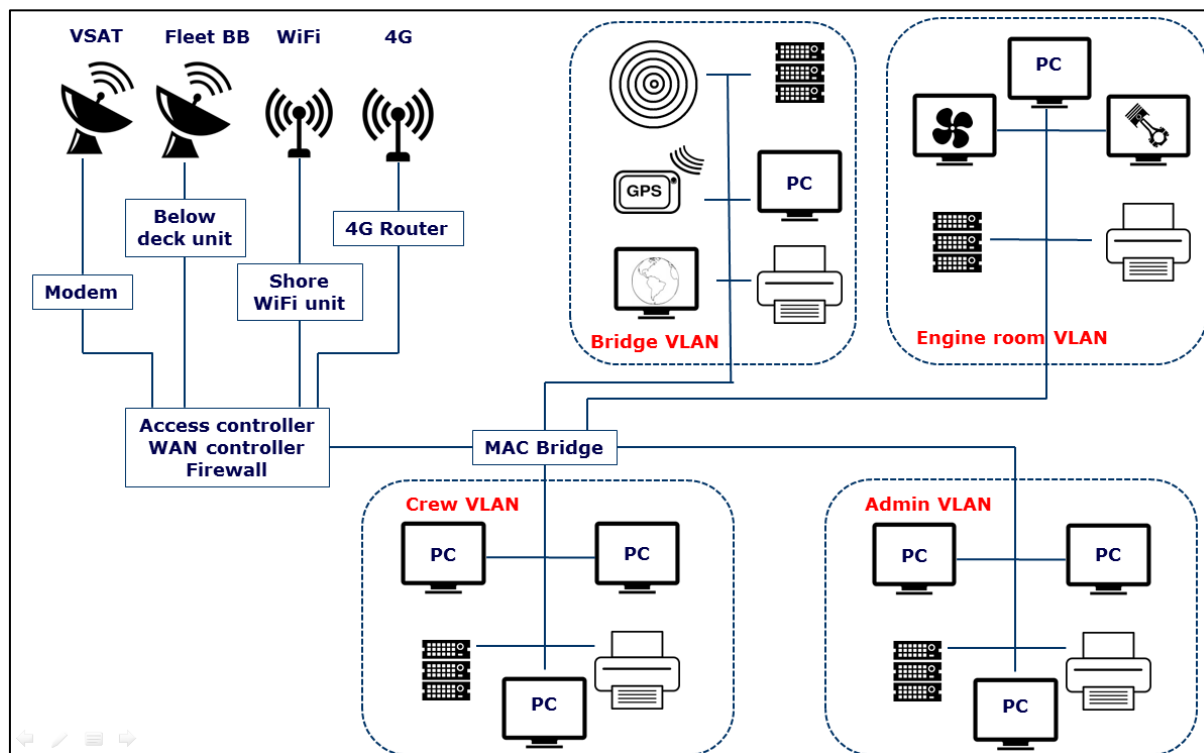 VSAT
Fleet BB
WiFi
4G
Below
deck unit
4G Router
Modem
Shore
WiFi unit
Access controller
WAN controller
Firewall
MAC Bridge
GPS
PC
Bridge VLAN
PC
Engine room VLAN
Crew VLAN
PC
PC
PC
Admin VLAN
PC
PC
PC